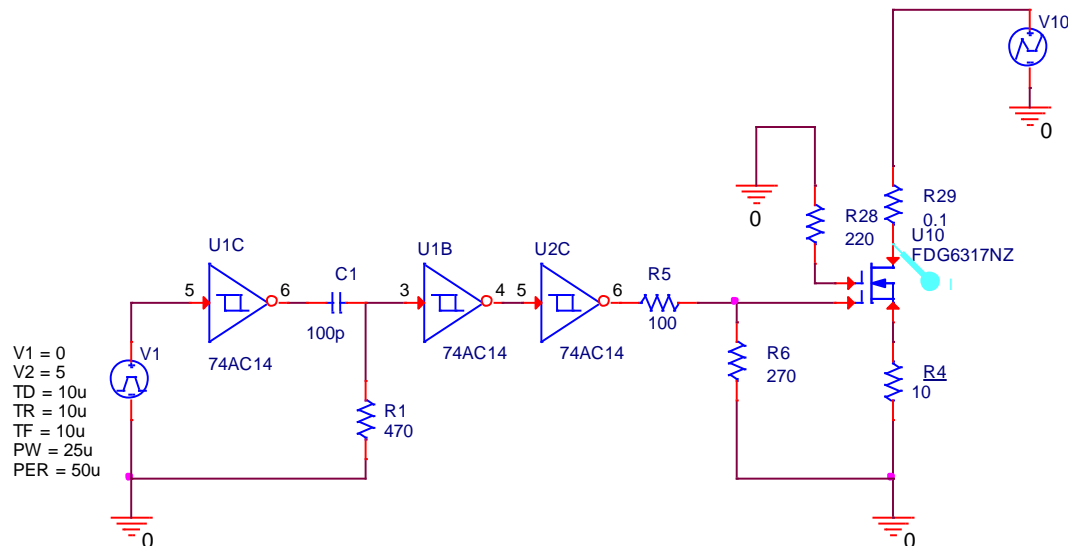 V10
0
0
R28
220
R29
0.1
U10
FDG6317NZ
U1C
5
6
74AC14
C1
100p
U1B
3
4
74AC14
U2C
5
6
74AC14
R5
100
R6
270
R4
10
R1
470
V1
V1 = 0
V2 = 5
TD = 10u
TR = 10u
TF = 10u
PW = 25u
PER = 50u
0
0